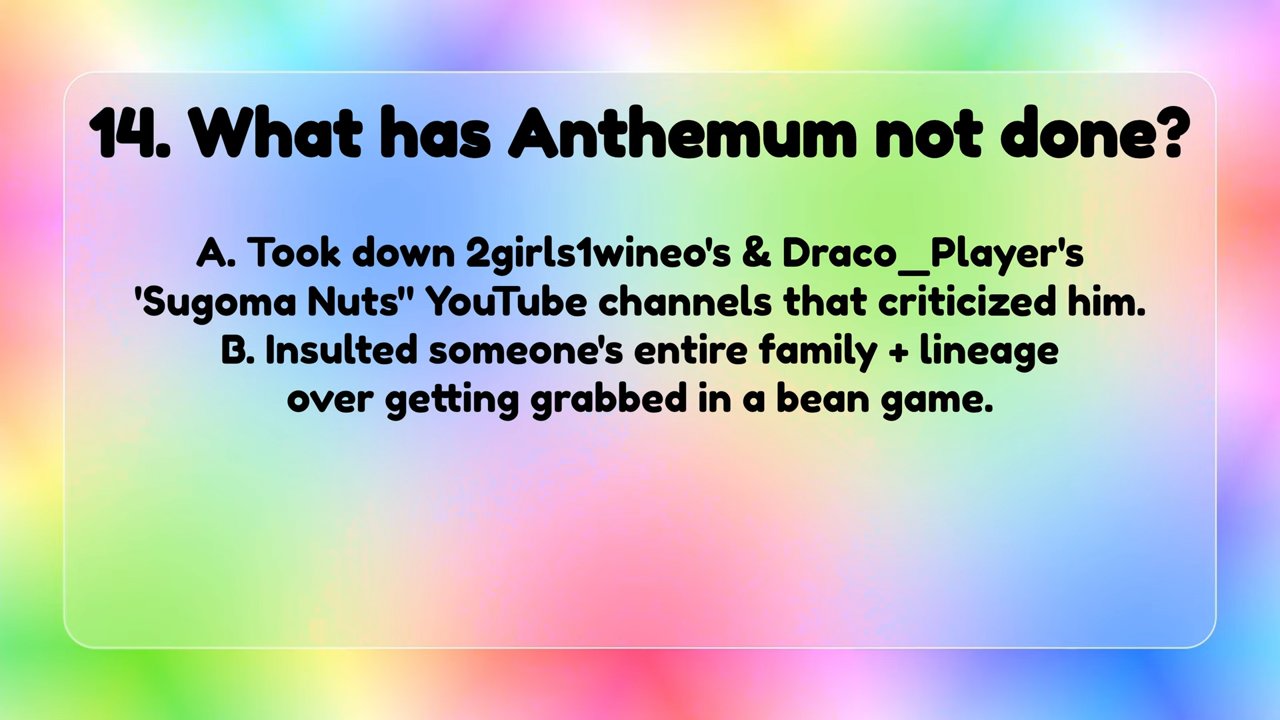 14. What has Anthemum not done?
A. Took down 2girls1wineo's & Draco_Player's
'Sugoma Nuts" YouTube channels that criticized him.
B. Insulted someone's entire family + lineage
over getting grabbed in a bean game.